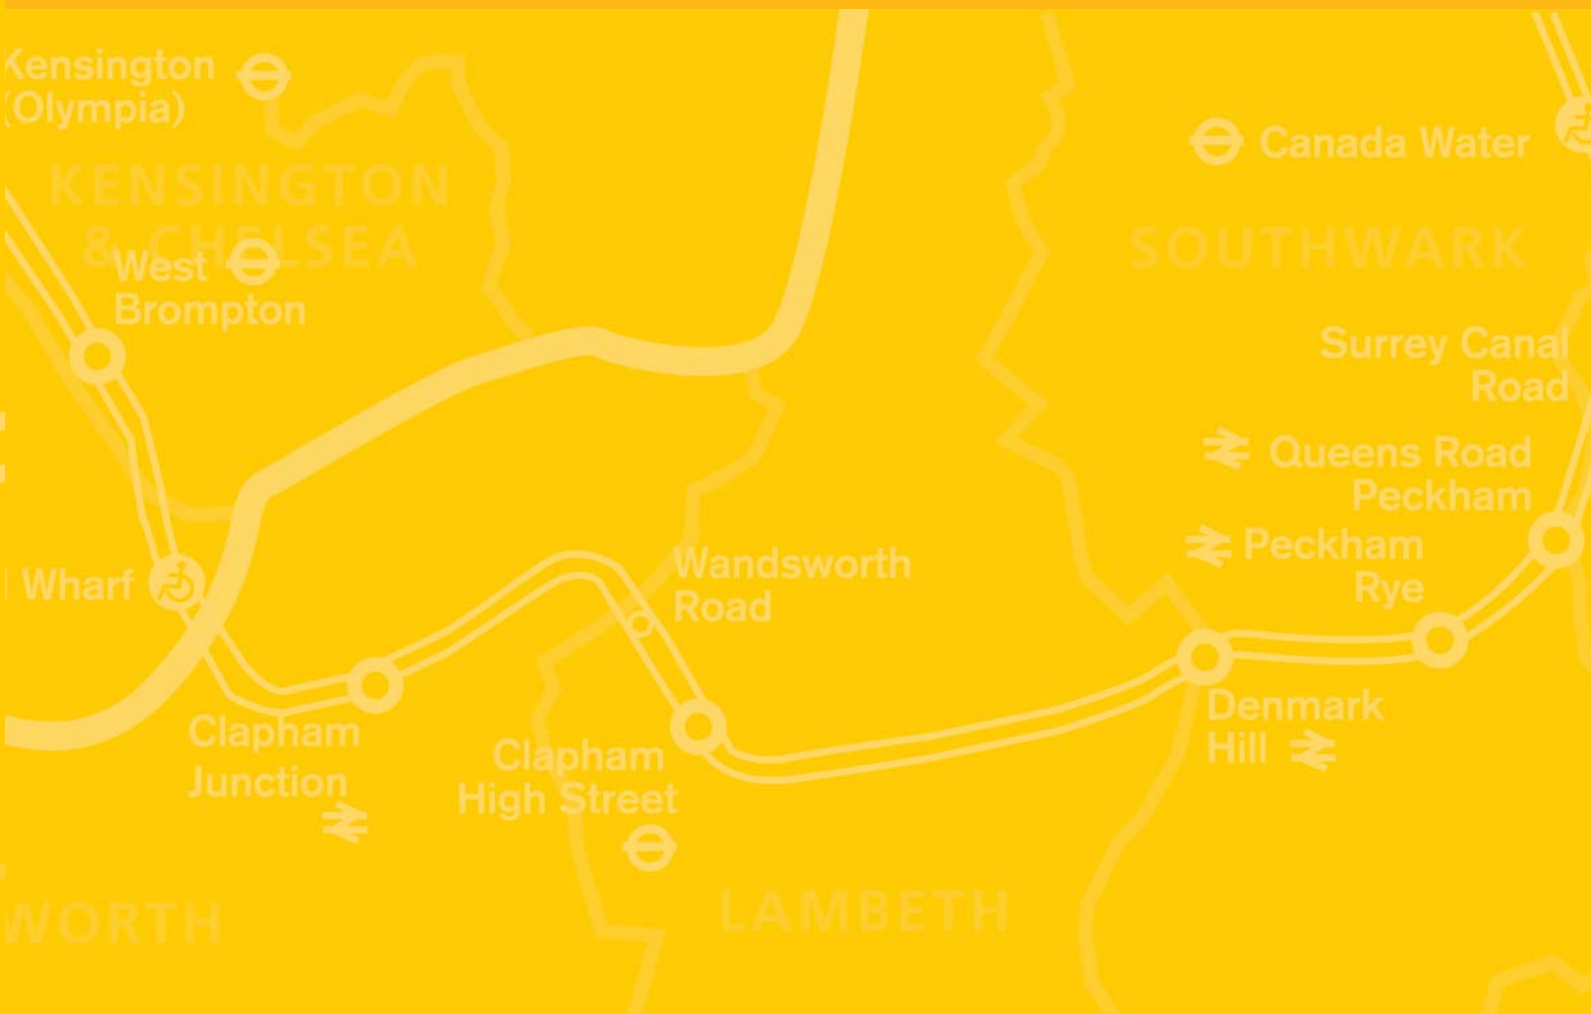 Kensington
(Olympia)
KENSINGTON
& CHELSEA
West
Brompton
Canada Water
SOUTHWARK
Surrey Canal
Road
Queens Road
Peckham
Peckham
Rye
Wharf
Wandsworth
Road
Clapham
Junction
Clapham
High Street
Denmark
Hill
LAMBETH
WORTH